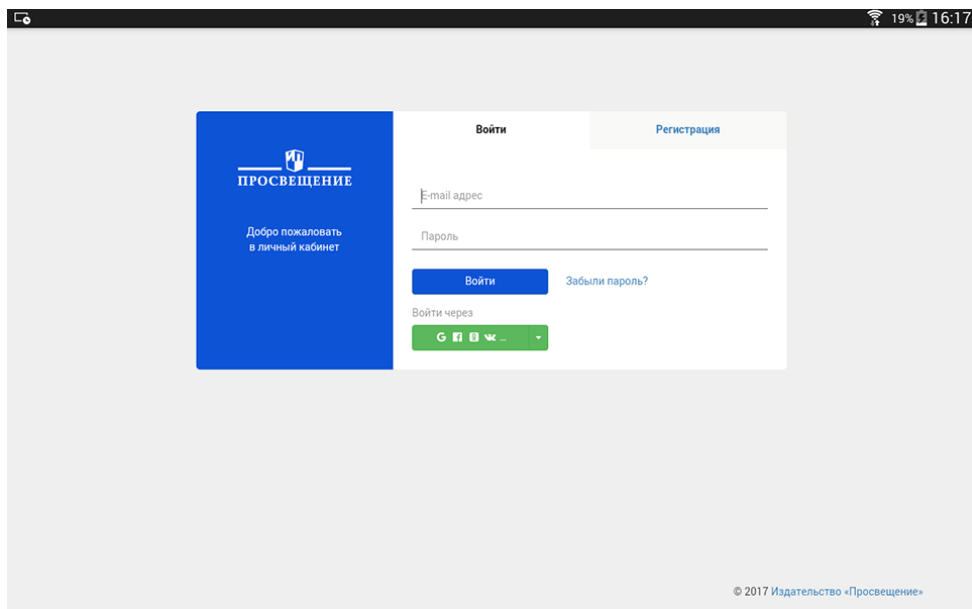 19% 16:17
Войти
Регистрация
ИП
ПРОСВЕЩЕНИЕ
Добро пожаловать
в личный кабинет
E-mail адрес
Пароль
Войти
Забыли пароль?
Войти через
...
© 2017 Издательство «Просвещение»